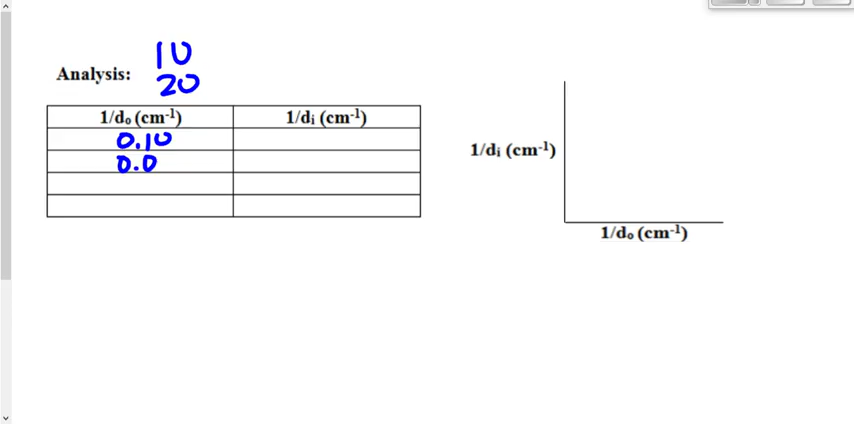 10
Analysis:
20
1/dₒ (cm⁻¹) 1/dᵢ (cm⁻¹)
0.10
0.0
1/dᵢ (cm⁻¹)
1/dₒ (cm⁻¹)